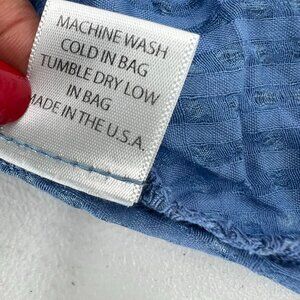 MACHINE WASH
COLD IN BAG
TUMBLE DRY LOW
IN BAG
MADE IN THE U.S.A.